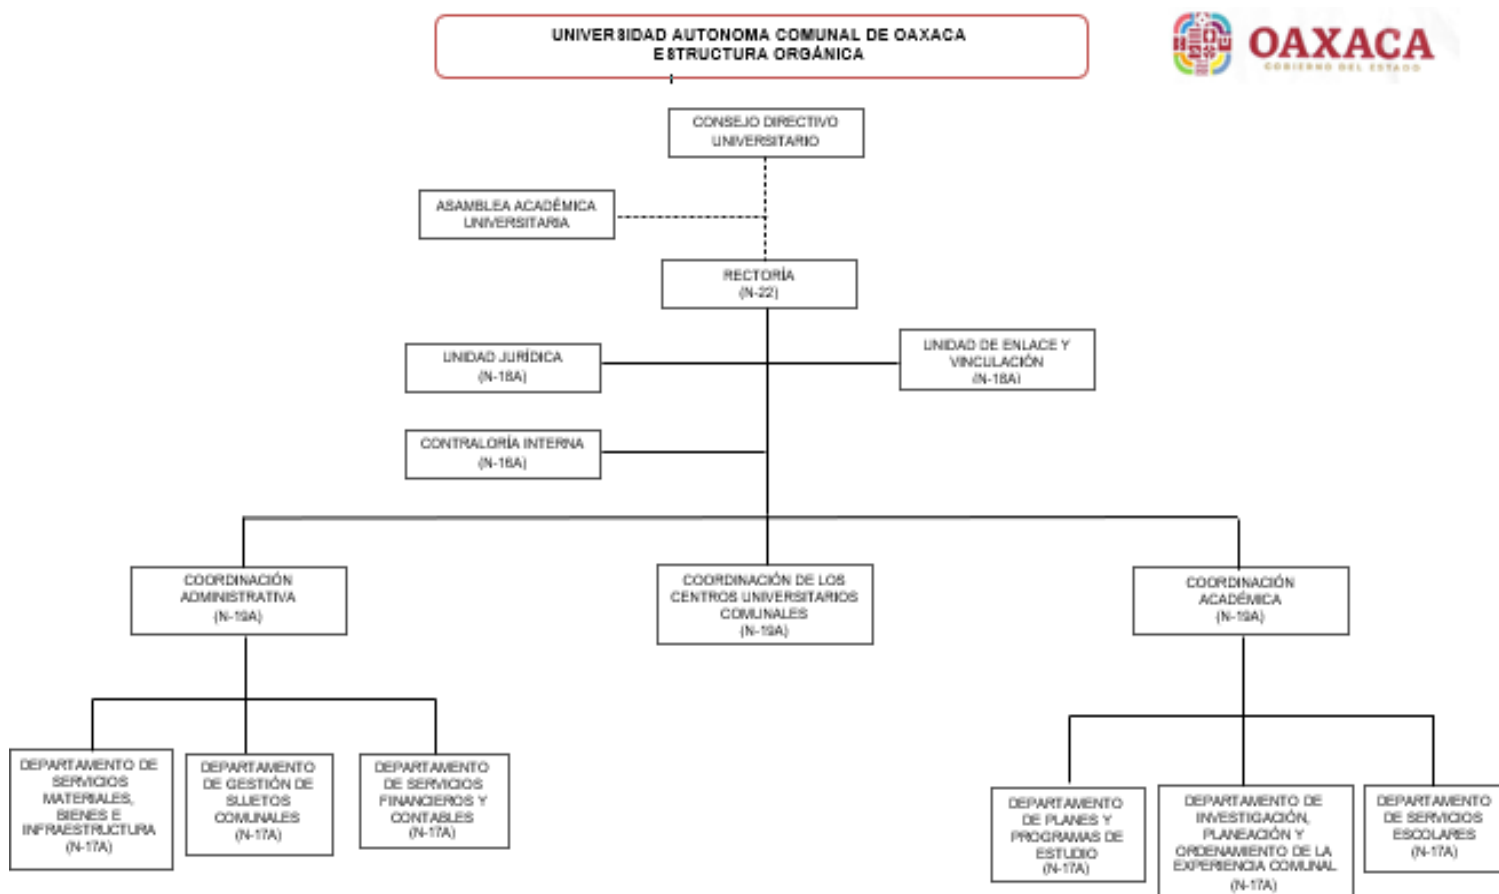 UNIVERSIDAD AUTONOMA COMUNAL DE OAXACA
ESTRUCTURA ORGÁNICA
OAXACA
GOBIERNO DEL ESTADO
CONSEJO DIRECTIVO
UNIVERSITARIO
ASAMBLEA ACADÉMICA
UNIVERSITARIA
RECTORÍA
(N-22)
UNIDAD JURÍDICA
(N-18A)
UNIDAD DE ENLACE Y
VINCULACIÓN
(N-18A)
CONTRALORÍA INTERNA
(N-16A)
COORDINACIÓN
ADMINISTRATIVA
(N-19A)
COORDINACIÓN DE LOS
CENTROS UNIVERSITARIOS
COMUNALES
(N-19A)
COORDINACIÓN
ACADÉMICA
(N-19A)
DEPARTAMENTO DE
SERVICIOS
MATERIALES,
BIENES E
INFRAESTRUCTURA
(N-17A)
DEPARTAMENTO
DE GESTIÓN DE
SUJETOS
COMUNALES
(N-17A)
DEPARTAMENTO
DE SERVICIOS
FINANCIEROS Y
CONTABLES
(N-17A)
DEPARTAMENTO
DE PLANES Y
PROGRAMAS DE
ESTUDIO
(N-17A)
DEPARTAMENTO DE
INVESTIGACIÓN,
PLANEACIÓN Y
ORDENAMIENTO DE LA
EXPERIENCIA COMUNAL
(N-17A)
DEPARTAMENTO
DE SERVICIOS
ESCOLARES
(N-17A)